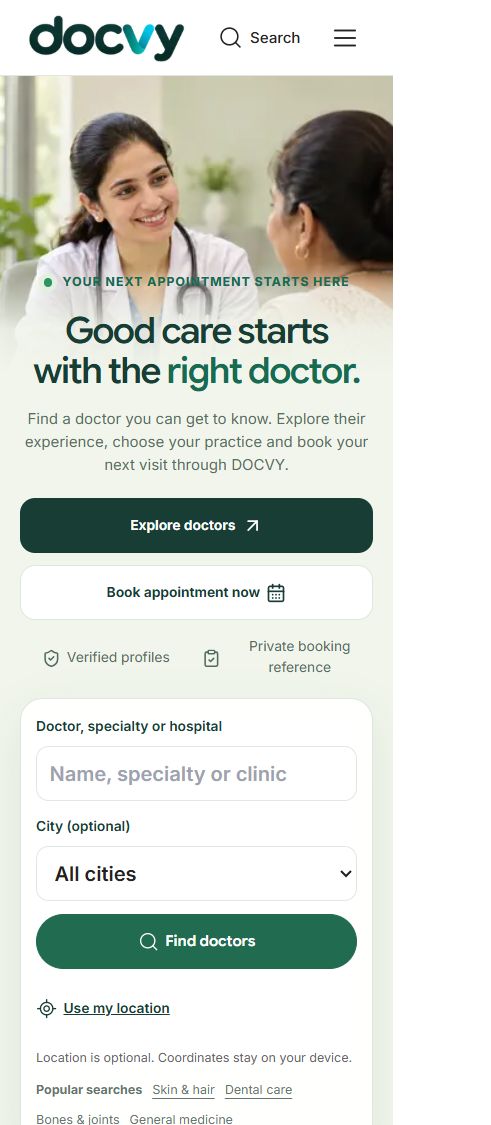 docvy
Search
YOUR NEXT APPOINTMENT STARTS HERE
Good care starts
with the right doctor.
Find a doctor you can get to know. Explore their
experience, choose your practice and book your
next visit through DOCVY.
Explore doctors
Book appointment now
Verified profiles
Private booking
reference
Doctor, specialty or hospital
Name, specialty or clinic
City (optional)
All cities
Find doctors
Use my location
Location is optional. Coordinates stay on your device.
Popular searches Skin & hair Dental care
Bones & joints General medicine